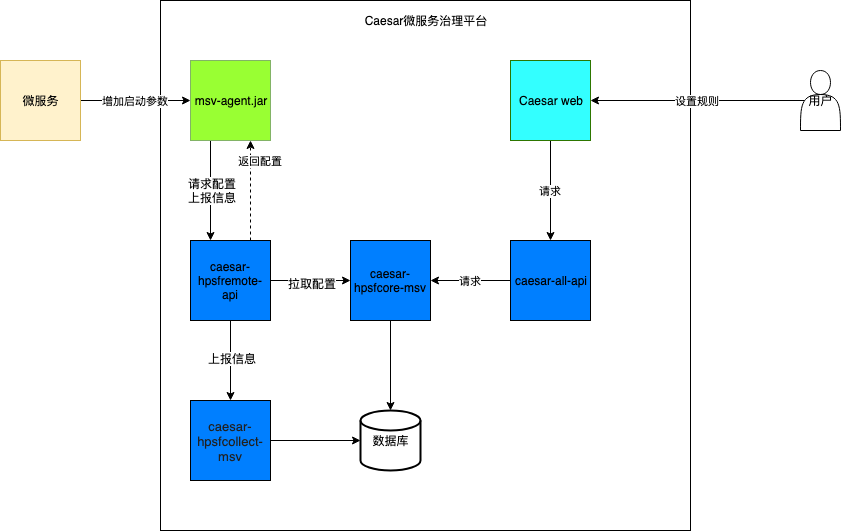 Caesar微服务治理平台
微服务
增加启动参数
msv-agent.jar
Caesar web
设置规则
用户
返回配置
请求配置
上报信息
请求
caesar-
hpsfremote-
api
拉取配置
caesar-
hpsfcore-msv
请求
caesar-all-api
上报信息
caesar-
hpsfcollect-
msv
数据库